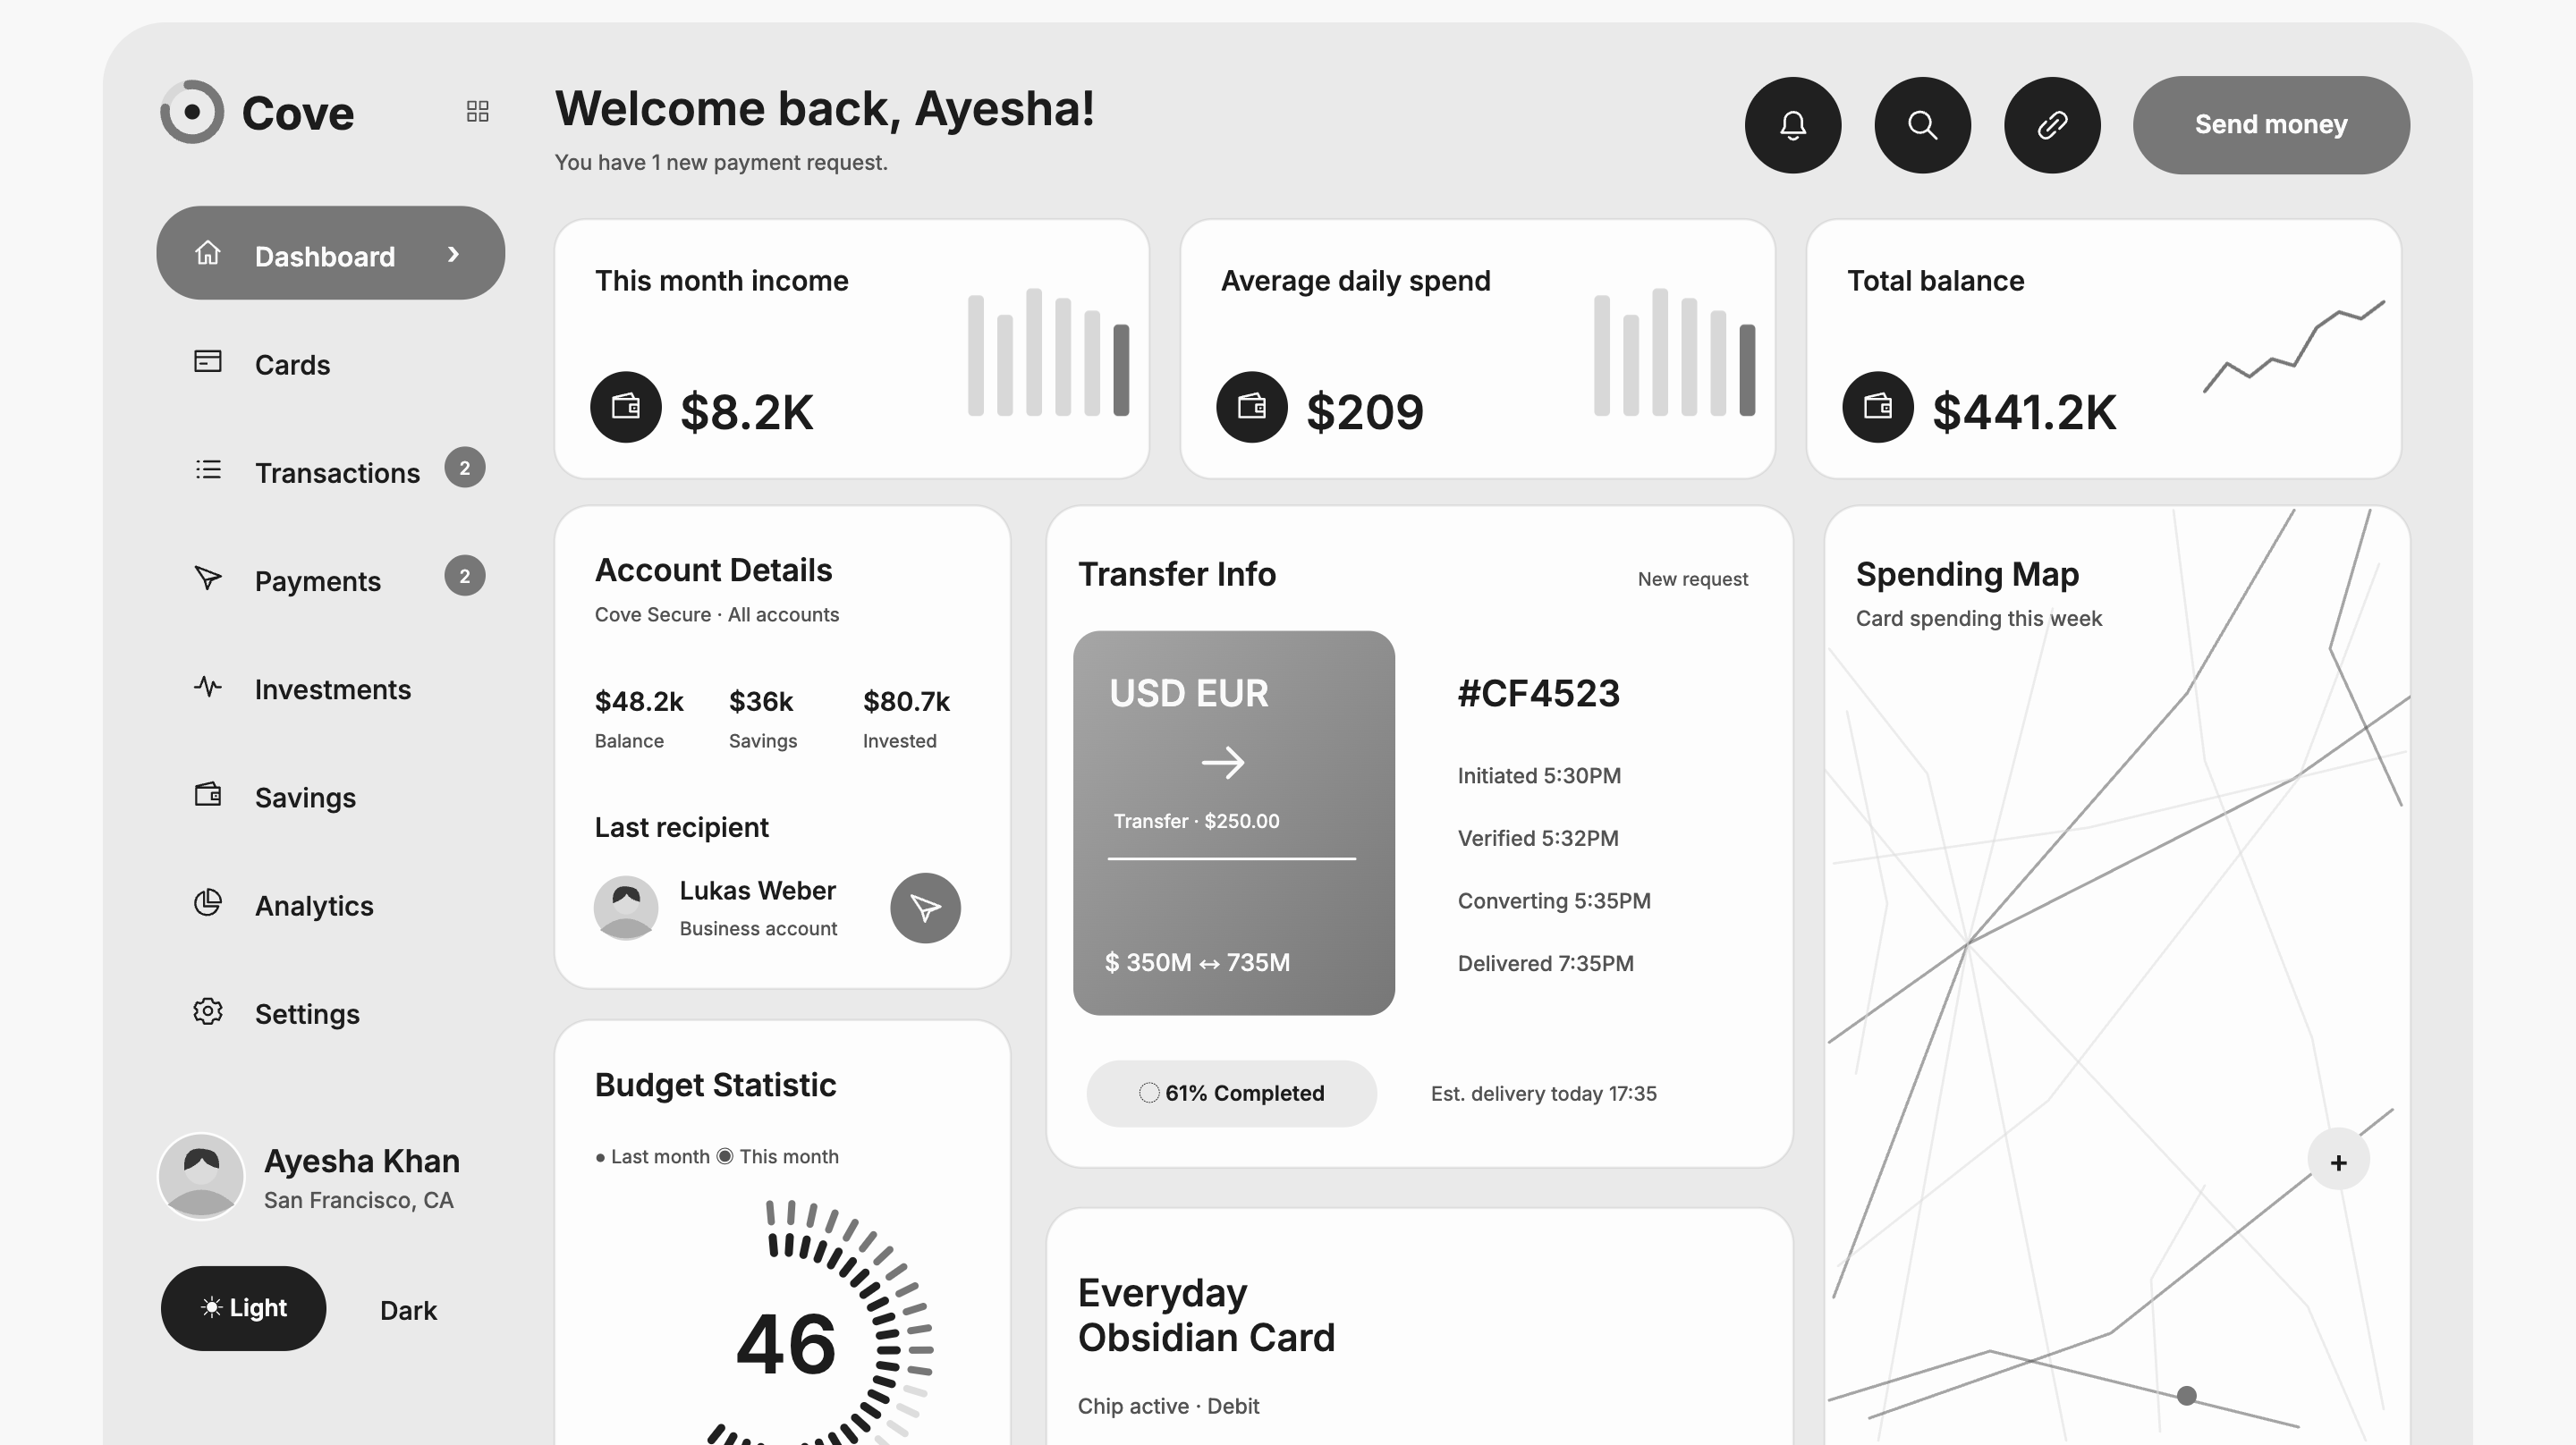 Cove
Welcome back, Ayesha!
You have 1 new payment request.
Send money
Dashboard
Cards
Transactions 2
Payments 2
Investments
Savings
Analytics
Settings
Ayesha Khan
San Francisco, CA
Light
Dark
This month income
$8.2K
Average daily spend
$209
Total balance
$441.2K
Account Details
Cove Secure · All accounts
$48.2k $36k $80.7k
Balance Savings Invested
Last recipient
Lukas Weber
Business account
Budget Statistic
Last month This month
46
Transfer Info
New request
USD EUR
Transfer · $250.00
$ 350M ↔ 735M
#CF4523
Initiated 5:30PM
Verified 5:32PM
Converting 5:35PM
Delivered 7:35PM
61% Completed
Est. delivery today 17:35
Everyday
Obsidian Card
Chip active · Debit
Spending Map
Card spending this week
+